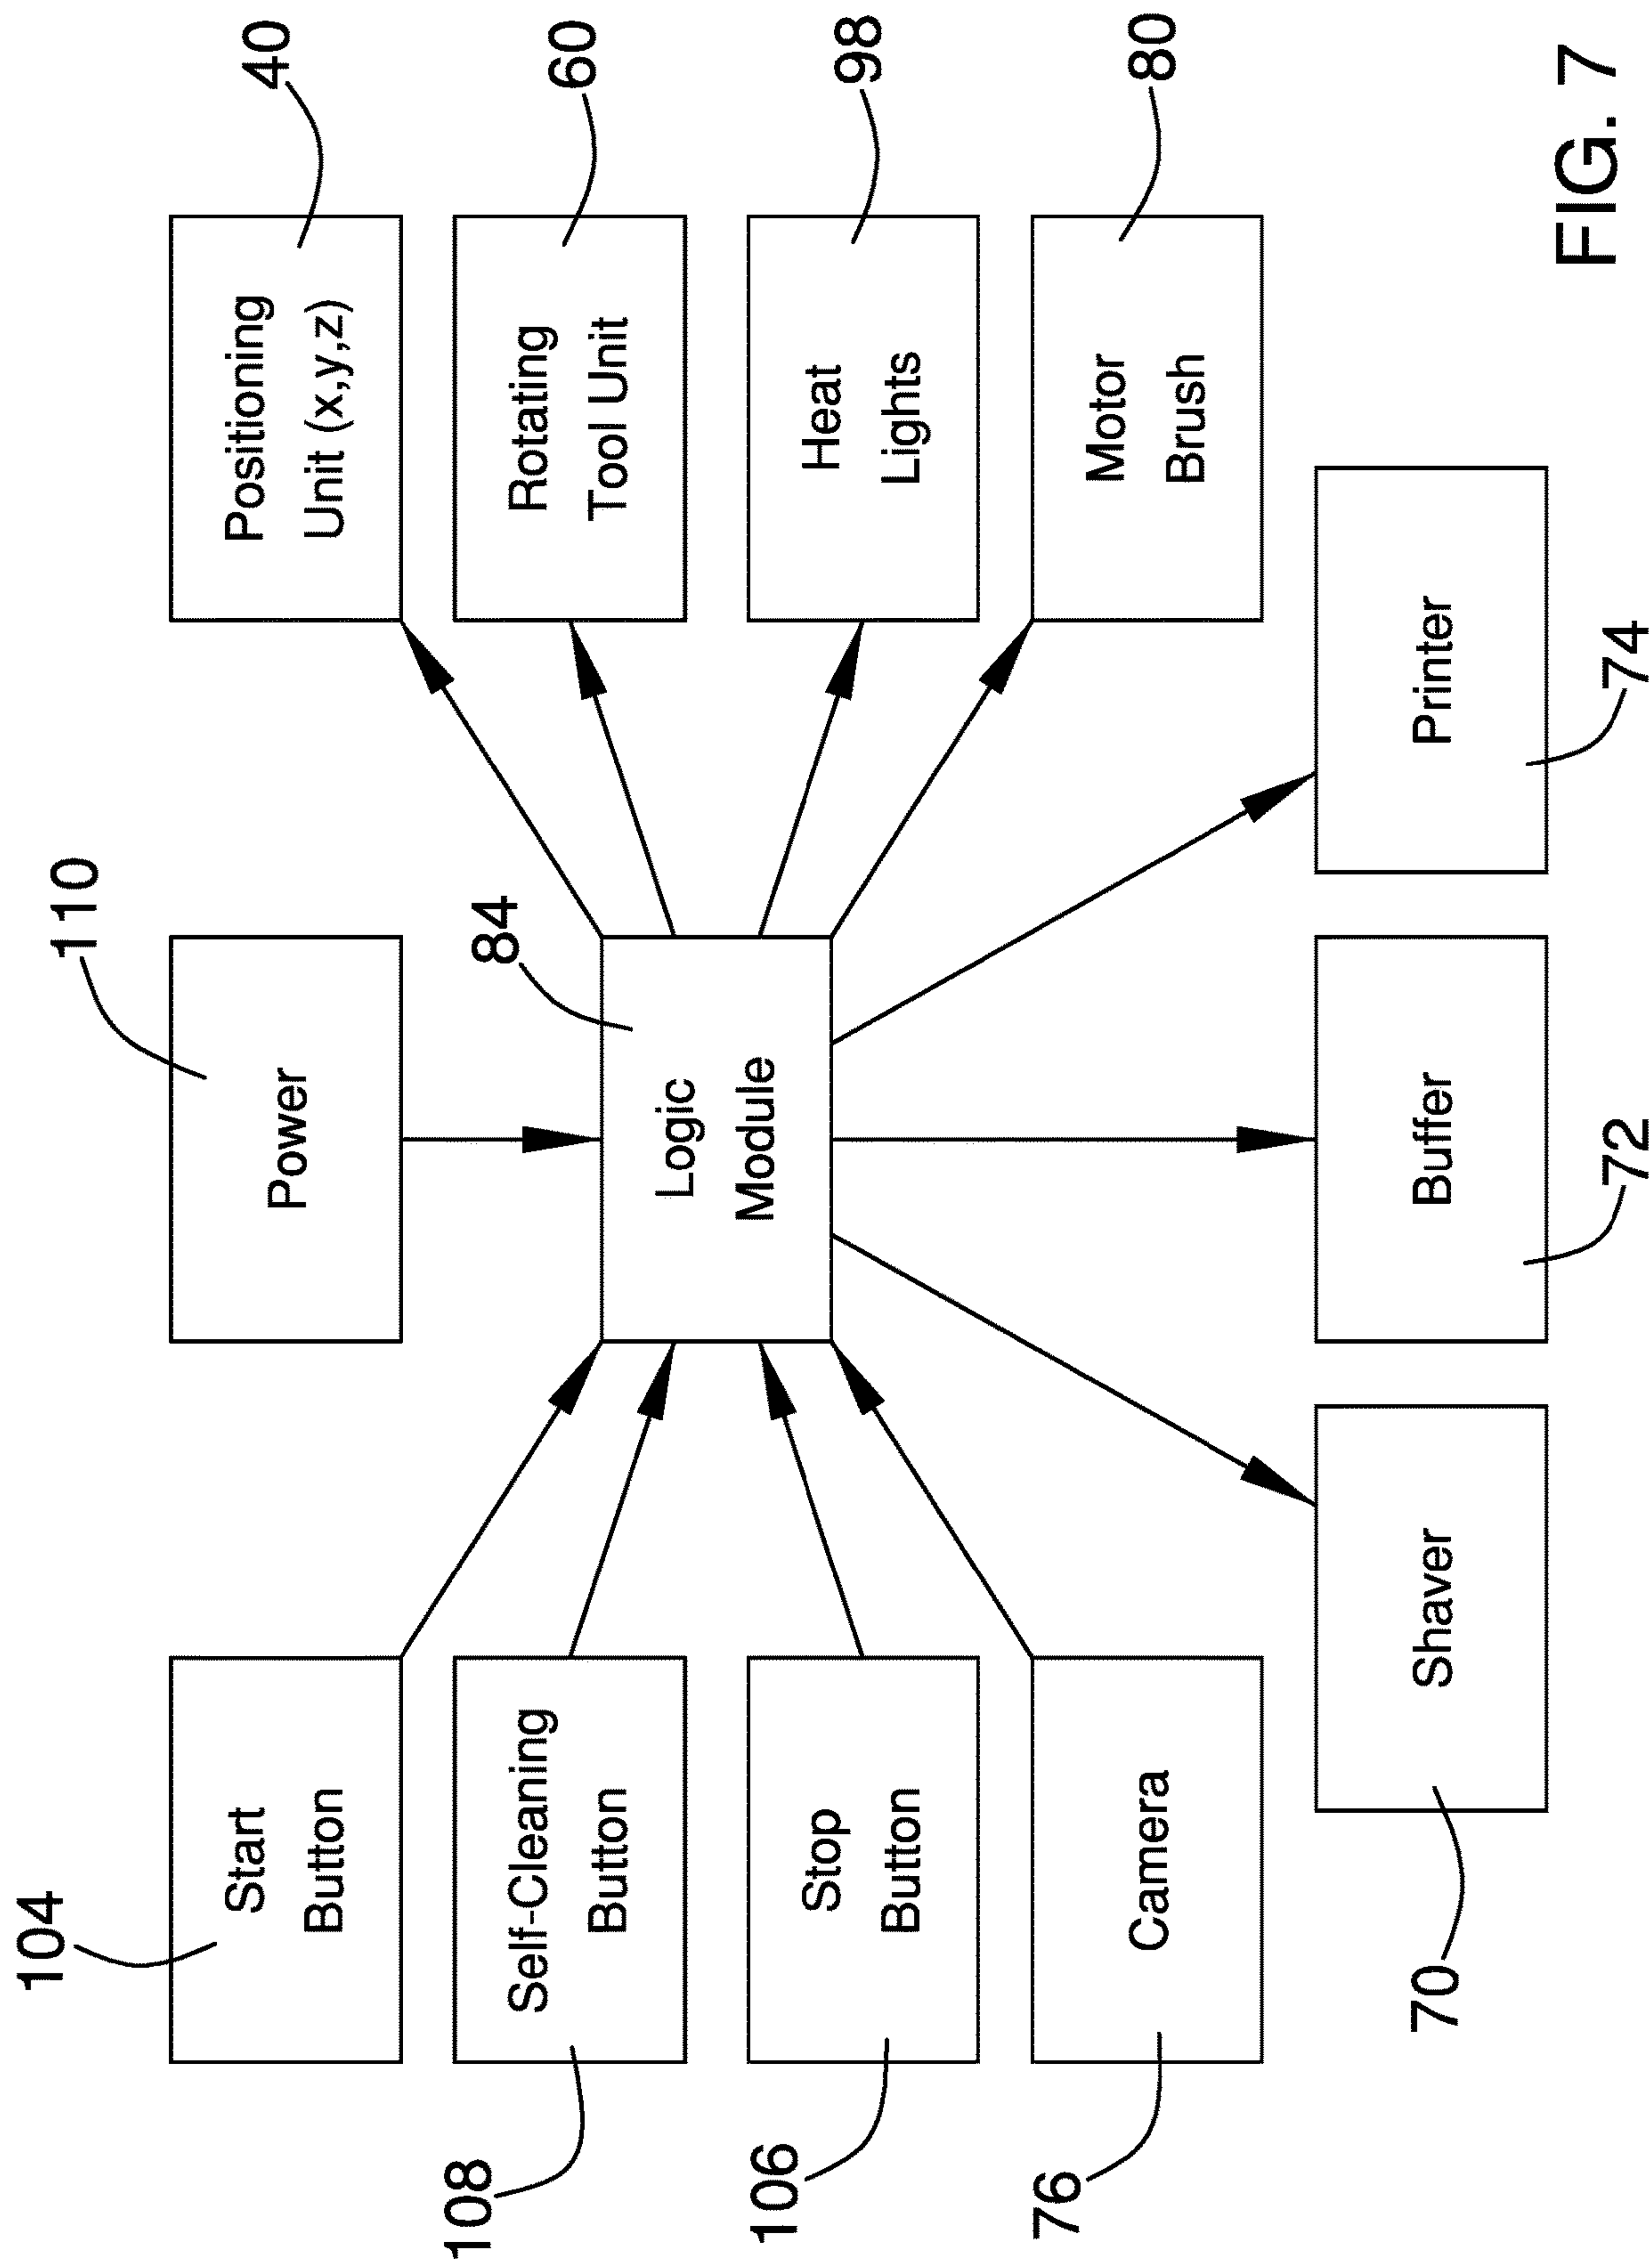 104
Start
Button
110
Power
40
Positioning
Unit (x,y,z)
108
Self-Cleaning
Button
84
Logic
Module
60
Rotating
Tool Unit
106
Stop
Button
98
Heat
Lights
76
Camera
80
Motor
Brush
70
Shaver
72
Buffer
74
Printer
FIG. 7